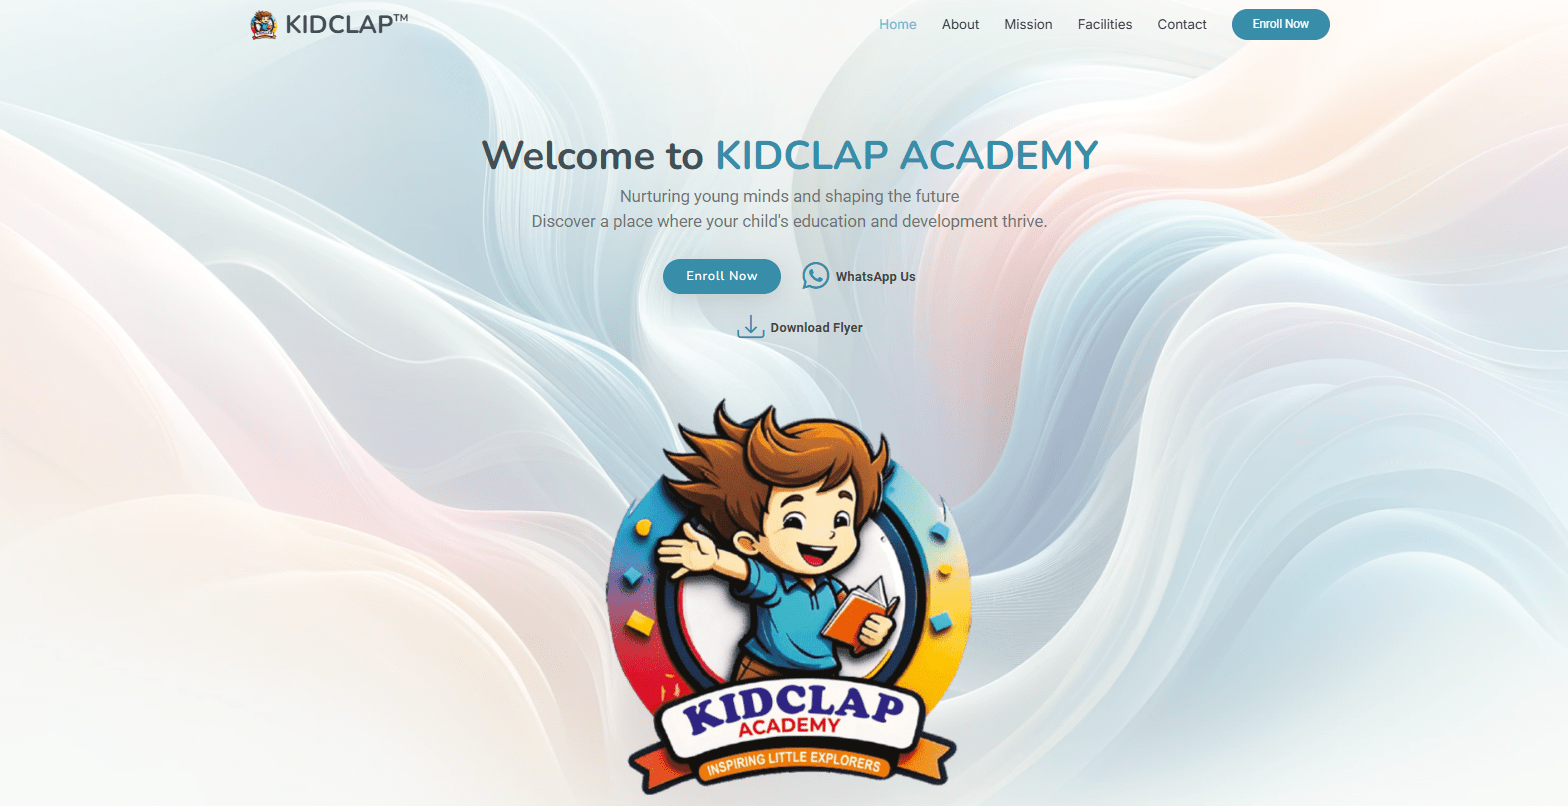 KIDCLAP™
Home About Mission Facilities Contact Enroll Now
Welcome to KIDCLAP ACADEMY
Nurturing young minds and shaping the future
Discover a place where your child's education and development thrive.
Enroll Now WhatsApp Us
Download Flyer
KIDCLAP
ACADEMY
INSPIRING LITTLE EXPLORERS